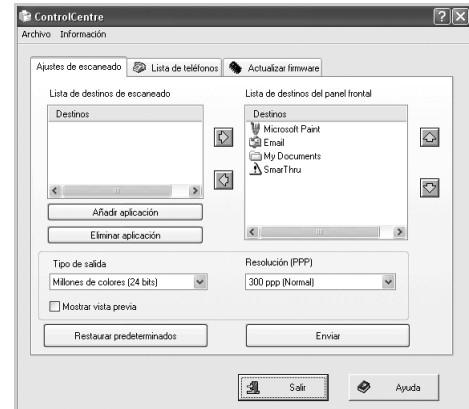 ControlCentre
Archivo Información
Ajustes de escaneado Lista de teléfonos Actualizar firmware
Lista de destinos de escaneado
Destinos
Añadir aplicación
Eliminar aplicación
Lista de destinos del panel frontal
Destinos
Microsoft Paint
Email
My Documents
SmarThru
Tipo de salida
Millones de colores (24 bits)
Mostrar vista previa
Resolución (PPP)
300 ppp (Normal)
Restaurar predeterminados Enviar
Salir Ayuda